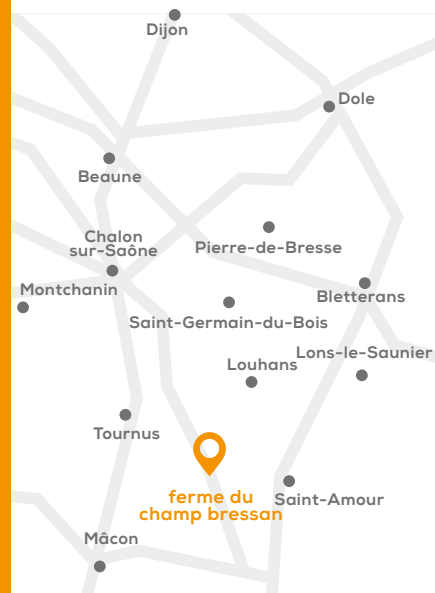 Dijon
Dole
Beaune
Chalon
sur-Saône
Pierre-de-Bresse
Montchanin
Bletterans
Saint-Germain-du-Bois
Lons-le-Saunier
Louhans
Tournus
ferme du
champ bressan
Saint-Amour
Mâcon